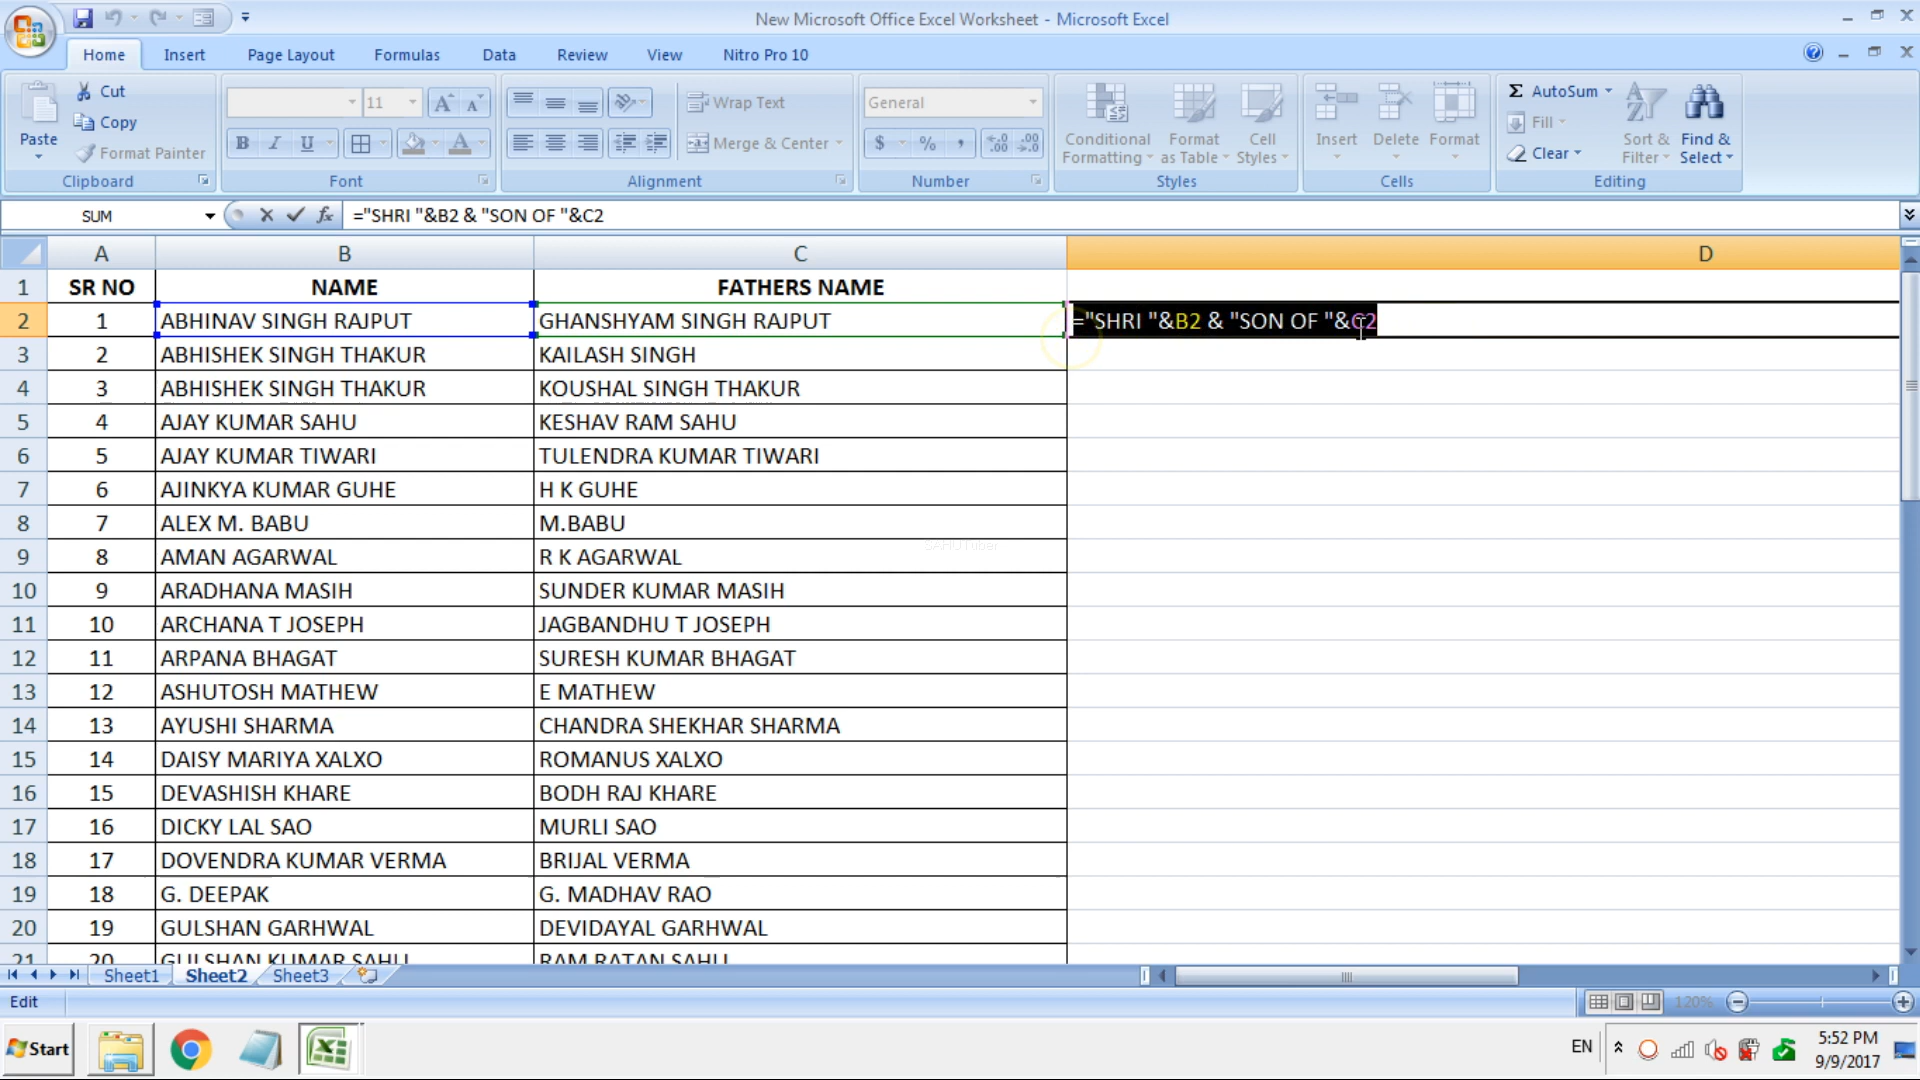 New Microsoft Office Excel Worksheet - Microsoft Excel
Home Insert Page Layout Formulas Data Review View Nitro Pro 10
Paste
Cut
Copy
Format Painter
Clipboard
11
B I U
Font
Wrap Text
Merge & Center
Alignment
General
$ % ,
Number
Conditional Formatting
Format as Table
Cell Styles
Styles
Insert Delete Format
Cells
AutoSum
Fill
Clear
Sort & Filter
Find & Select
Editing
SUM fx ="SHRI "&B2 & "SON OF "&C2
A B C D
1 SR NO NAME FATHERS NAME
2 1 ABHINAV SINGH RAJPUT GHANSHYAM SINGH RAJPUT ="SHRI "&B2 & "SON OF "&C2
3 2 ABHISHEK SINGH THAKUR KAILASH SINGH
4 3 ABHISHEK SINGH THAKUR KOUSHAL SINGH THAKUR
5 4 AJAY KUMAR SAHU KESHAV RAM SAHU
6 5 AJAY KUMAR TIWARI TULENDRA KUMAR TIWARI
7 6 AJINKYA KUMAR GUHE H K GUHE
8 7 ALEX M. BABU M.BABU
9 8 AMAN AGARWAL R K AGARWAL
10 9 ARADHANA MASIH SUNDER KUMAR MASIH
11 10 ARCHANA T JOSEPH JAGBANDHU T JOSEPH
12 11 ARPANA BHAGAT SURESH KUMAR BHAGAT
13 12 ASHUTOSH MATHEW E MATHEW
14 13 AYUSHI SHARMA CHANDRA SHEKHAR SHARMA
15 14 DAISY MARIYA XALXO ROMANUS XALXO
16 15 DEVASHISH KHARE BODH RAJ KHARE
17 16 DICKY LAL SAO MURLI SAO
18 17 DOVENDRA KUMAR VERMA BRIJAL VERMA
19 18 G. DEEPAK G. MADHAV RAO
20 19 GULSHAN GARHWAL DEVIDAYAL GARHWAL
21 20 GULSHAN KUMAR SAHU RAM RATAN SAHU
Sheet1 Sheet2 Sheet3
Edit 120%
Start EN 5:52 PM
9/9/2017